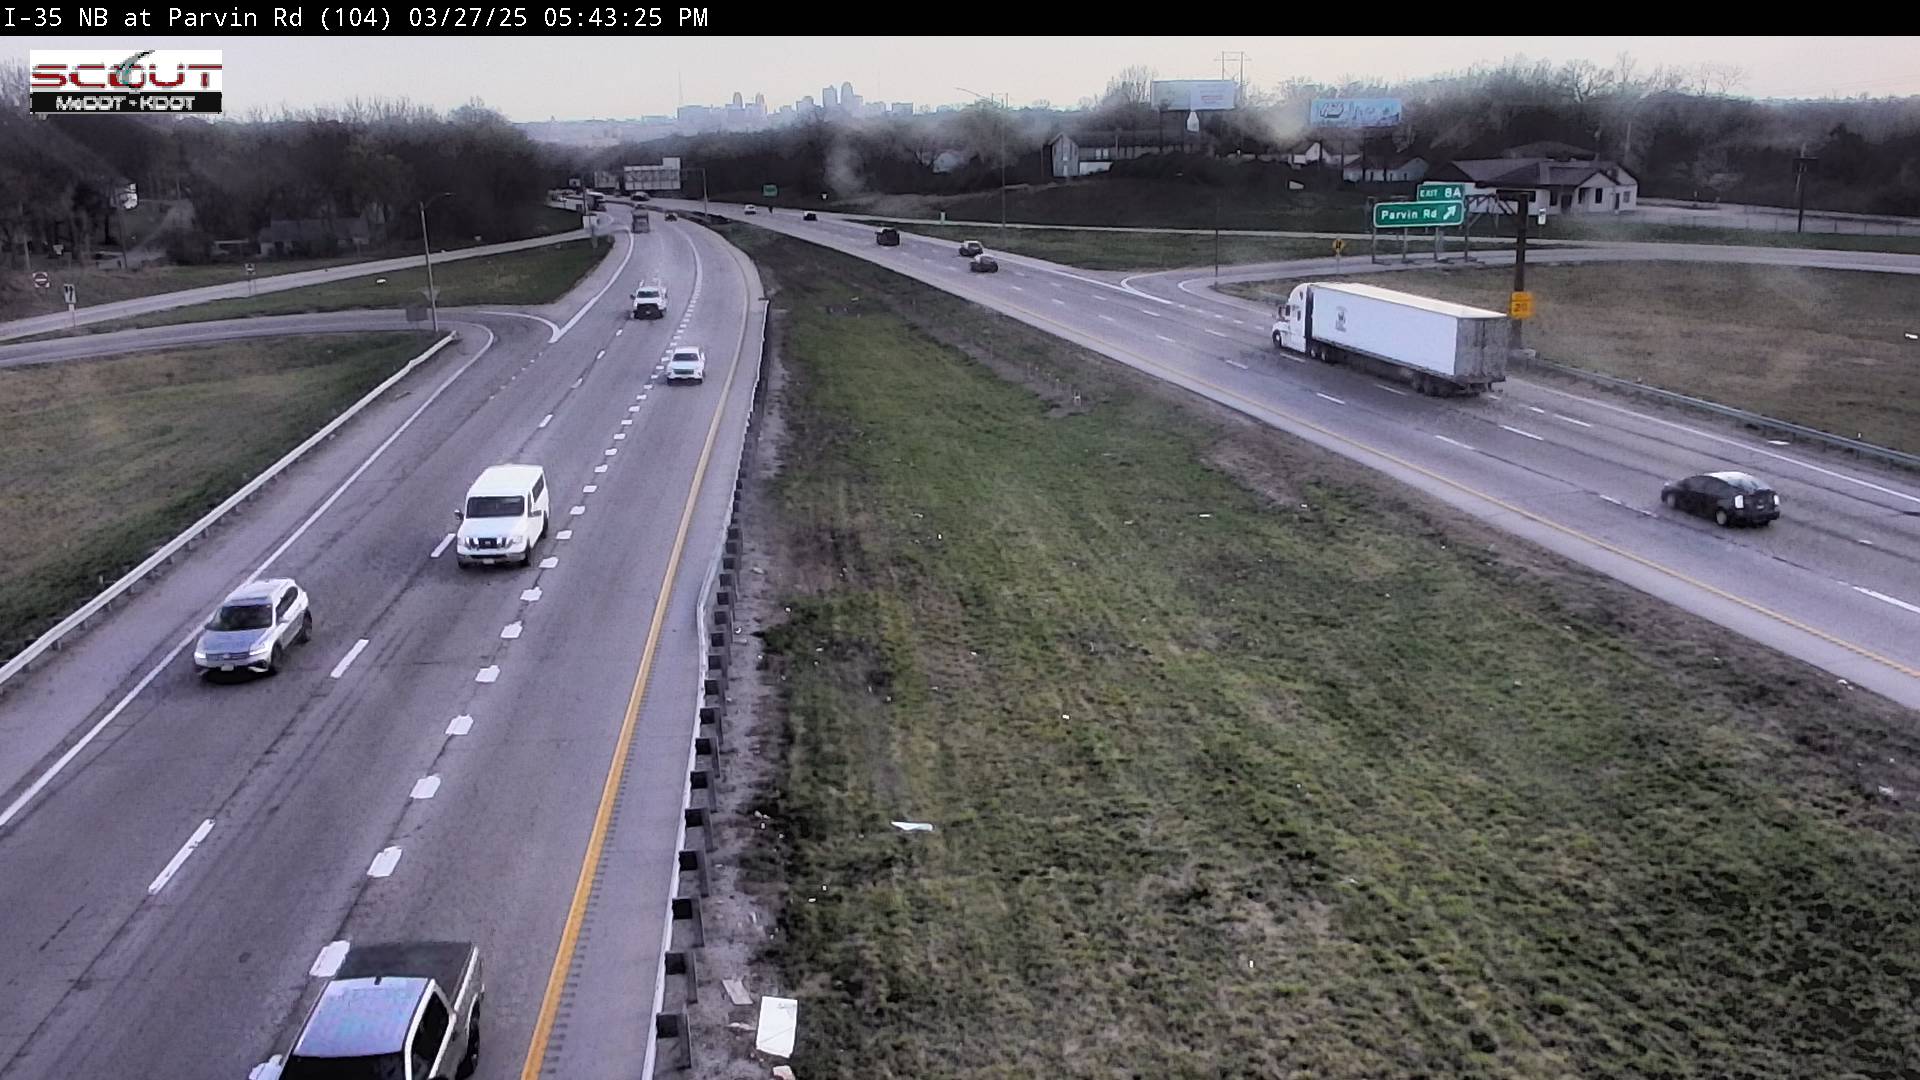 I-35 NB at Parvin Rd (104) 03/27/25 05:43:25 PM
SCOUT
MoDOT - KDOT
EXIT 8A
Parvin Rd